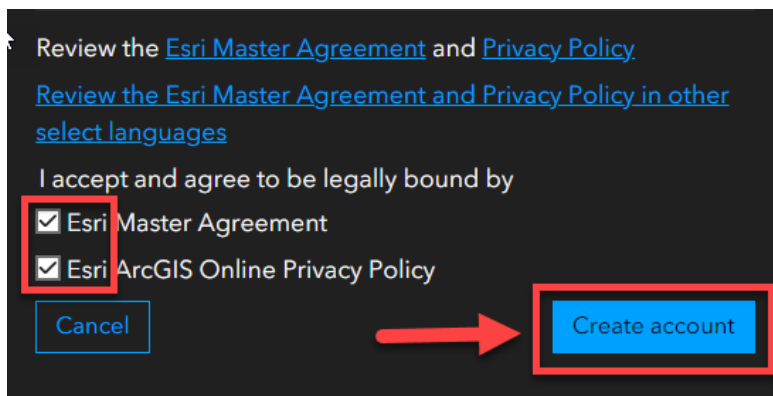 Review the Esri Master Agreement and Privacy Policy
Review the Esri Master Agreement and Privacy Policy in other
select languages
I accept and agree to be legally bound by
Esri Master Agreement
Esri ArcGIS Online Privacy Policy
Cancel
Create account